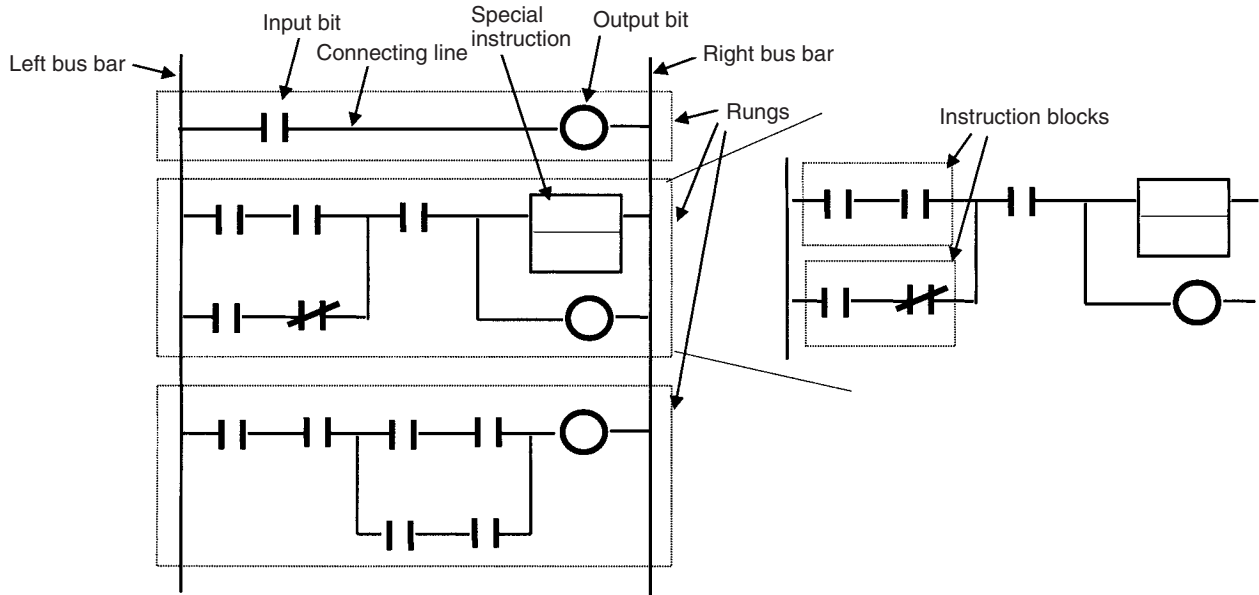 Input bit
Special
instruction
Output bit
Left bus bar
Connecting line
Right bus bar
Rungs
Instruction blocks